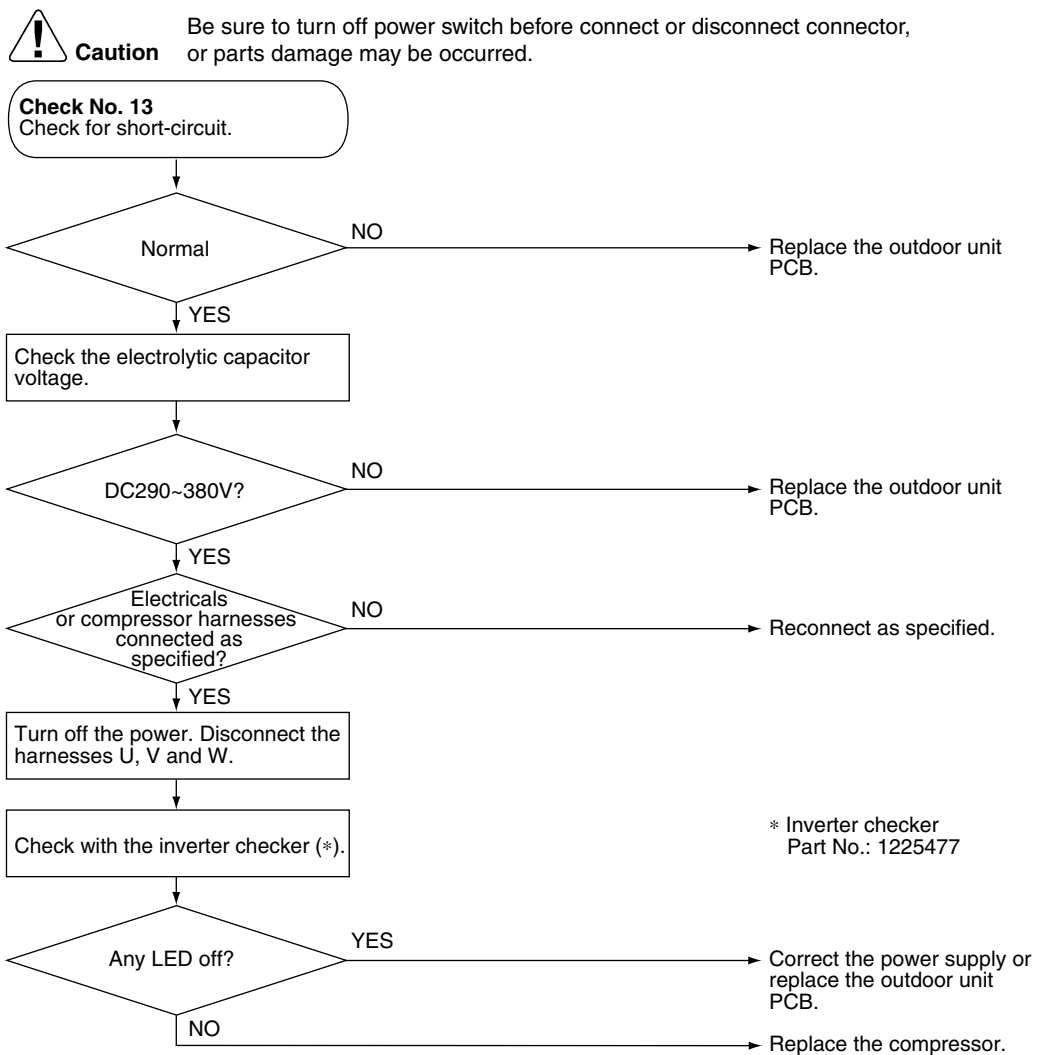 Be sure to turn off power switch before connect or disconnect connector,
or parts damage may be occurred.
! Caution
Check No. 13
Check for short-circuit.
Normal
NO
Replace the outdoor unit
PCB.
YES
Check the electrolytic capacitor
voltage.
DC290~380V?
NO
Replace the outdoor unit
PCB.
YES
Electricals
or compressor harnesses
connected as
specified?
NO
Reconnect as specified.
YES
Turn off the power. Disconnect the
harnesses U, V and W.
Check with the inverter checker (*).
* Inverter checker
Part No.: 1225477
Any LED off?
YES
Correct the power supply or
replace the outdoor unit
PCB.
NO
Replace the compressor.